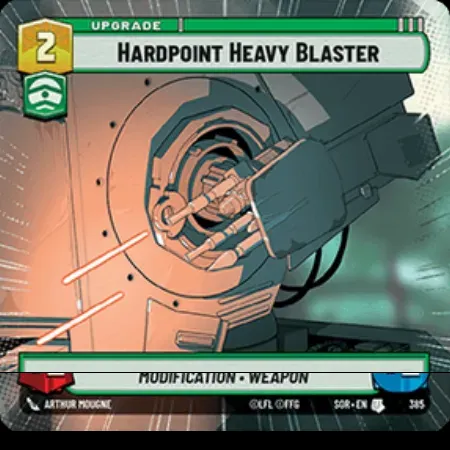 UPGRADE
2
HARDPOINT HEAVY BLASTER
MODIFICATION • WEAPON
ARTHUR MOUGNE
©LFL ©FFG
SOR • EN
385